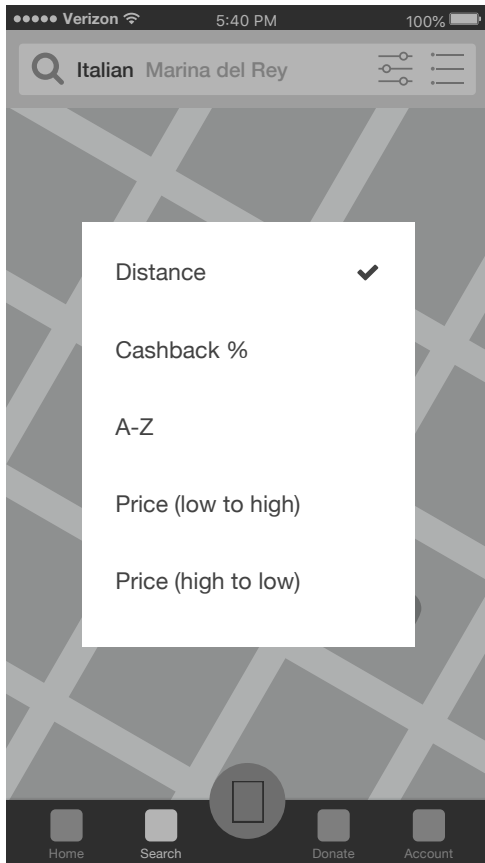 Verizon 5:40 PM 100%
Italian Marina del Rey
Distance
Cashback %
A-Z
Price (low to high)
Price (high to low)
Home Search Donate Account